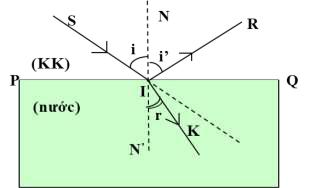 S N R
i i’
(KK)
P Q
I
(nước)
r
K
N'